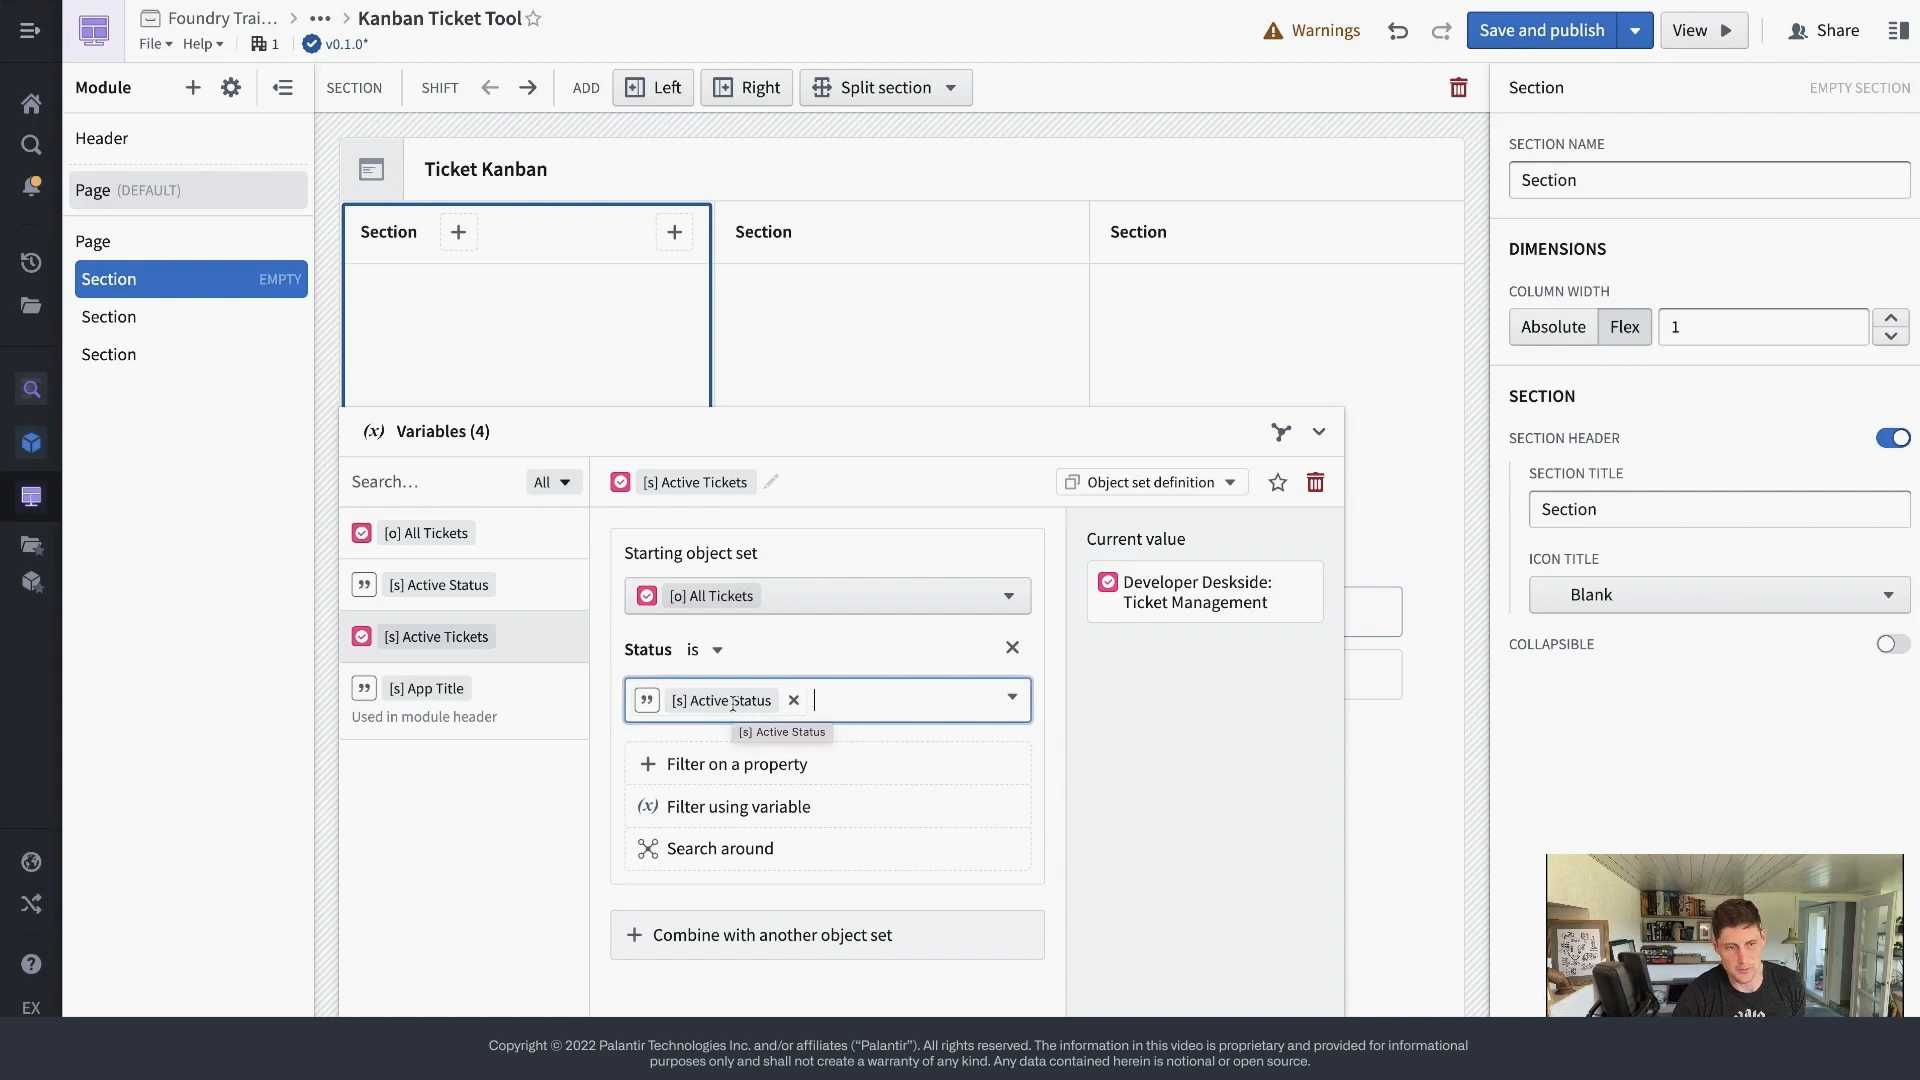 Foundry Trai… > ••• > Kanban Ticket Tool
File Help 1 v0.1.0*
Warnings
Save and publish
View
Share
Module
SECTION SHIFT ADD Left Right Split section
Section EMPTY SECTION
Header
Page (DEFAULT)
Page
Section EMPTY
Section
Section
Ticket Kanban
Section
Section
Section
SECTION NAME
Section
DIMENSIONS
COLUMN WIDTH
Absolute Flex 1
SECTION
SECTION HEADER
SECTION TITLE
Section
ICON TITLE
Blank
COLLAPSIBLE
(x) Variables (4)
Search… All
[s] Active Tickets
Object set definition
[o] All Tickets
[s] Active Status
[s] Active Tickets
[s] App Title
Used in module header
Starting object set
[o] All Tickets
Status is
[s] Active Status
[s] Active Status
Filter on a property
(x) Filter using variable
Search around
Combine with another object set
Current value
Developer Deskside:
Ticket Management
EX
Copyright © 2022 Palantir Technologies Inc. and/or affiliates (“Palantir”). All rights reserved. The information in this video is proprietary and provided for informational
purposes only and shall not create a warranty of any kind. Any data contained herein is notional or open source.